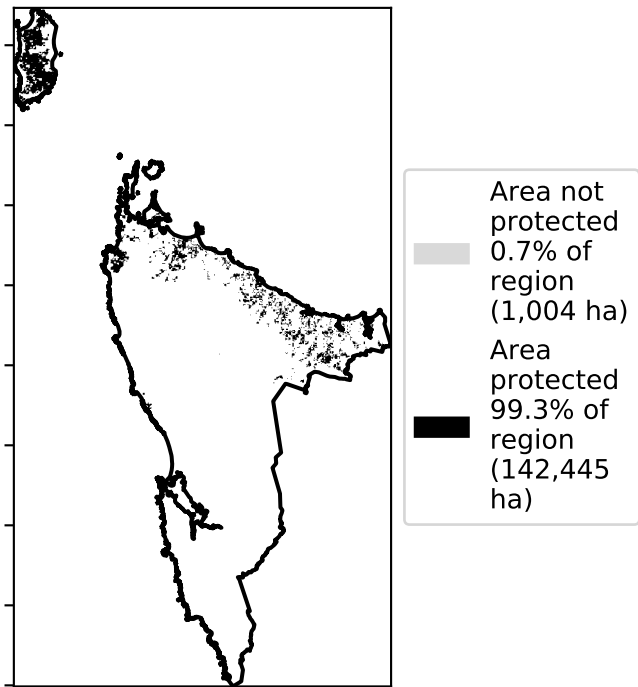 Area not
protected
0.7% of
region
(1,004 ha)
Area
protected
99.3% of
region
(142,445
ha)